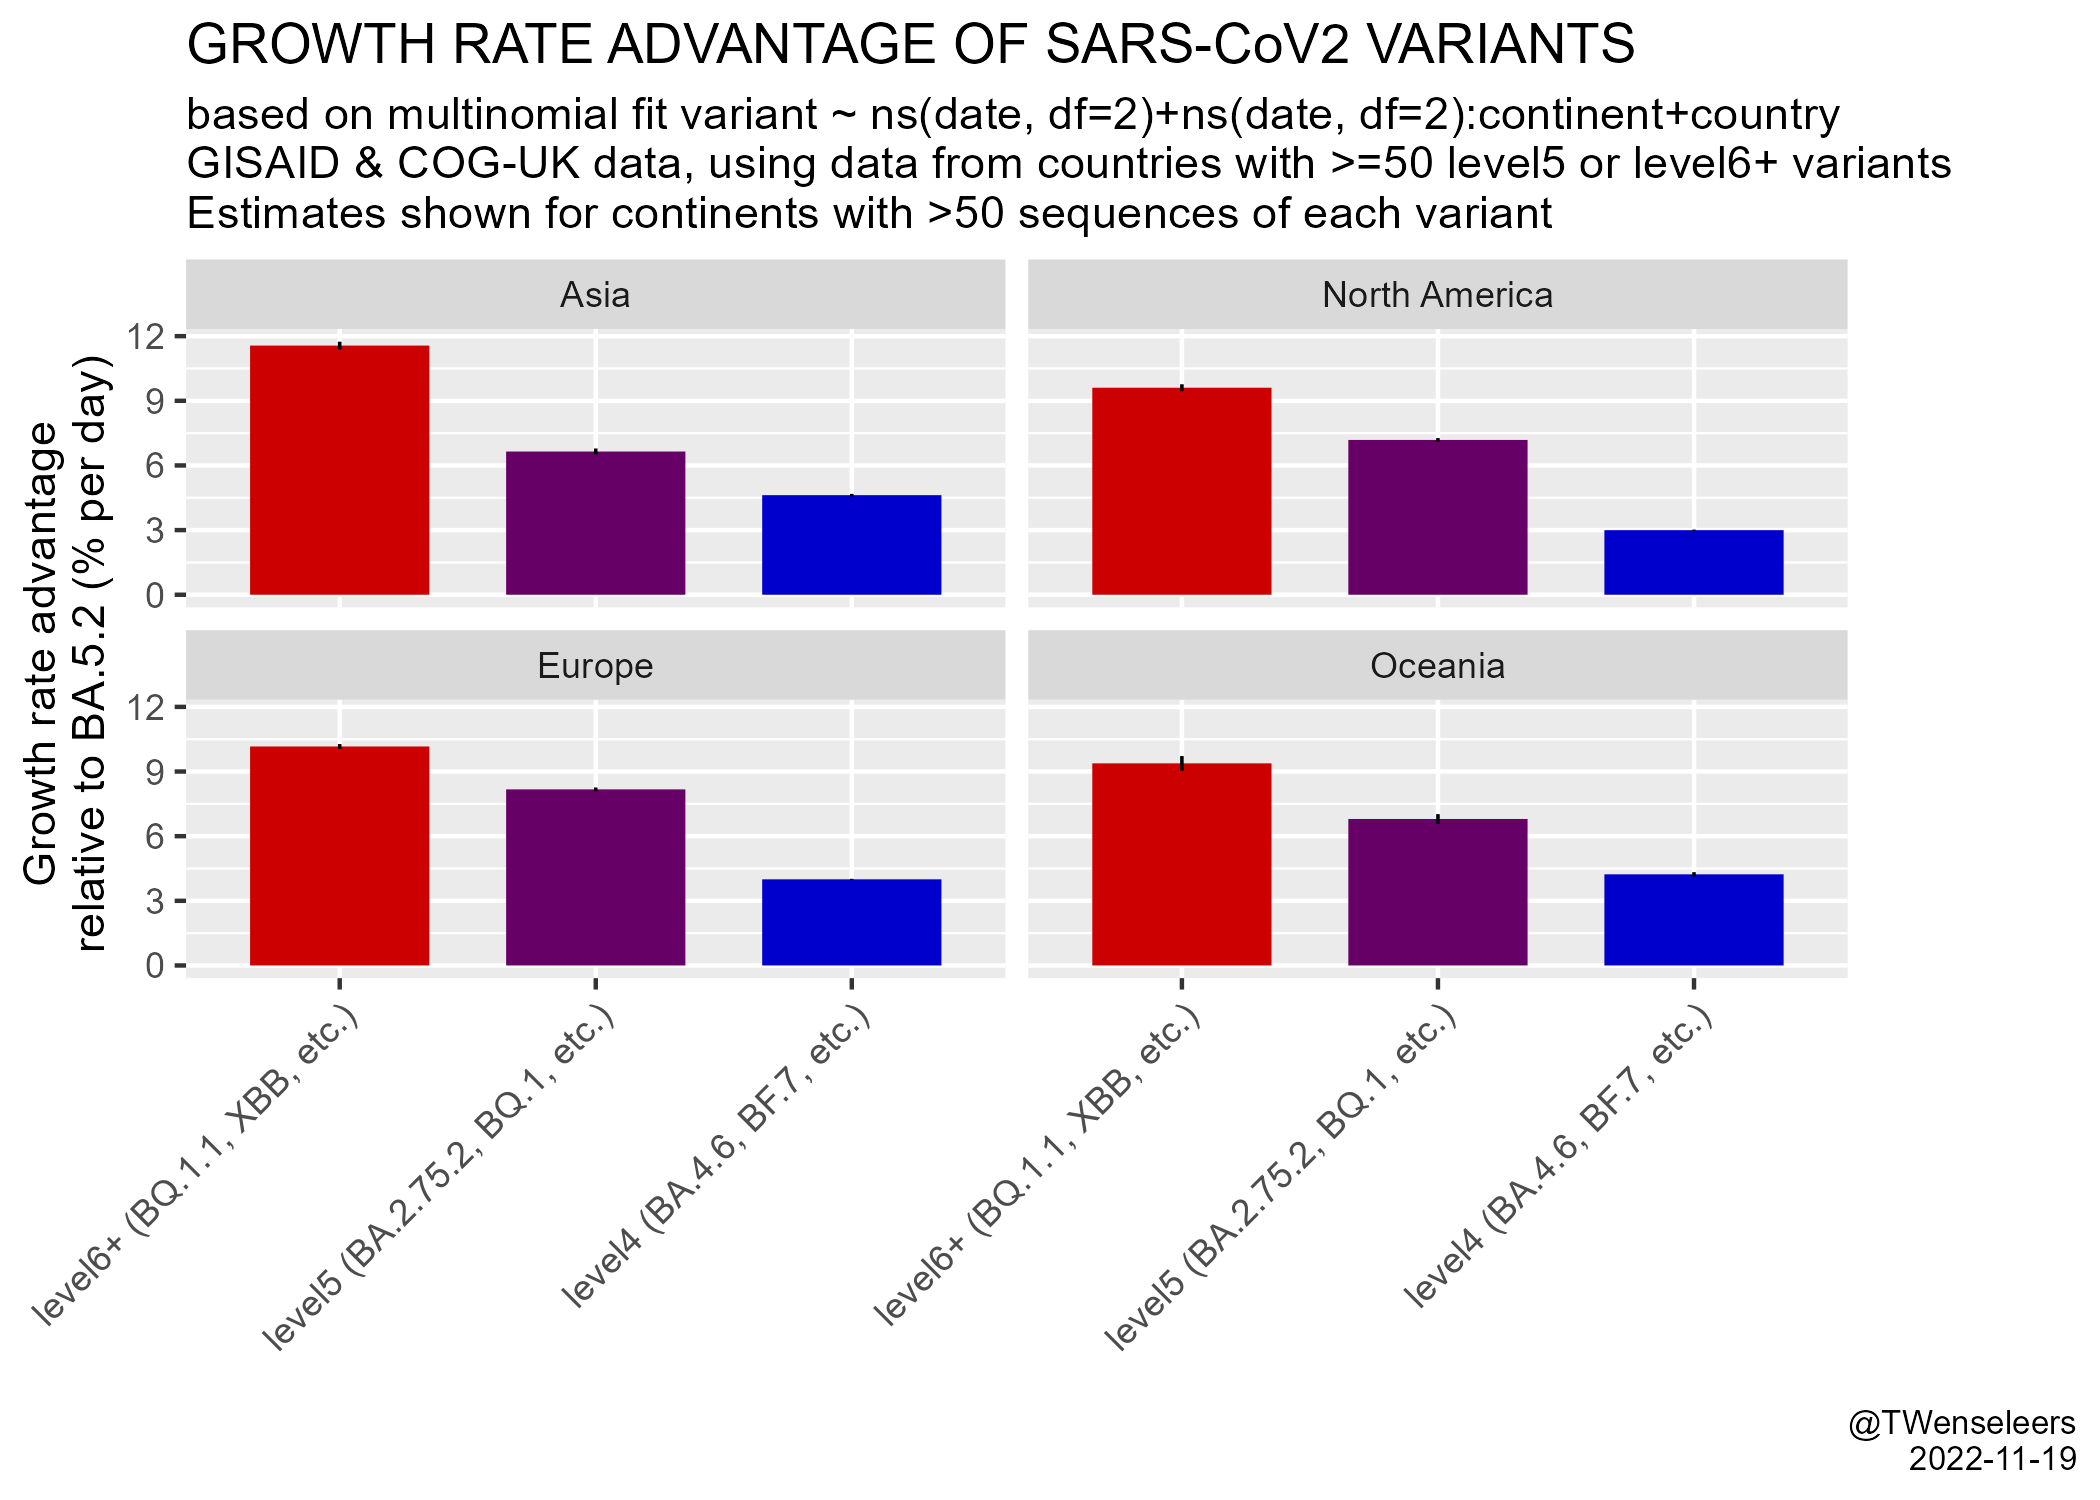 GROWTH RATE ADVANTAGE OF SARS-CoV2 VARIANTS
based on multinomial fit variant ~ ns(date, df=2)+ns(date, df=2):continent+country
GISAID & COG-UK data, using data from countries with >=50 level5 or level6+ variants
Estimates shown for continents with >50 sequences of each variant
Growth rate advantage
relative to BA.5.2 (% per day)
Asia
North America
12
9
6
3
0
Europe
Oceania
12
9
6
3
0
level6+ (BQ.1.1, XBB, etc.)
level5 (BA.2.75.2, BQ.1, etc.)
level4 (BA.4.6, BF.7, etc.)
level6+ (BQ.1.1, XBB, etc.)
level5 (BA.2.75.2, BQ.1, etc.)
level4 (BA.4.6, BF.7, etc.)
@TWenseleers
2022-11-19